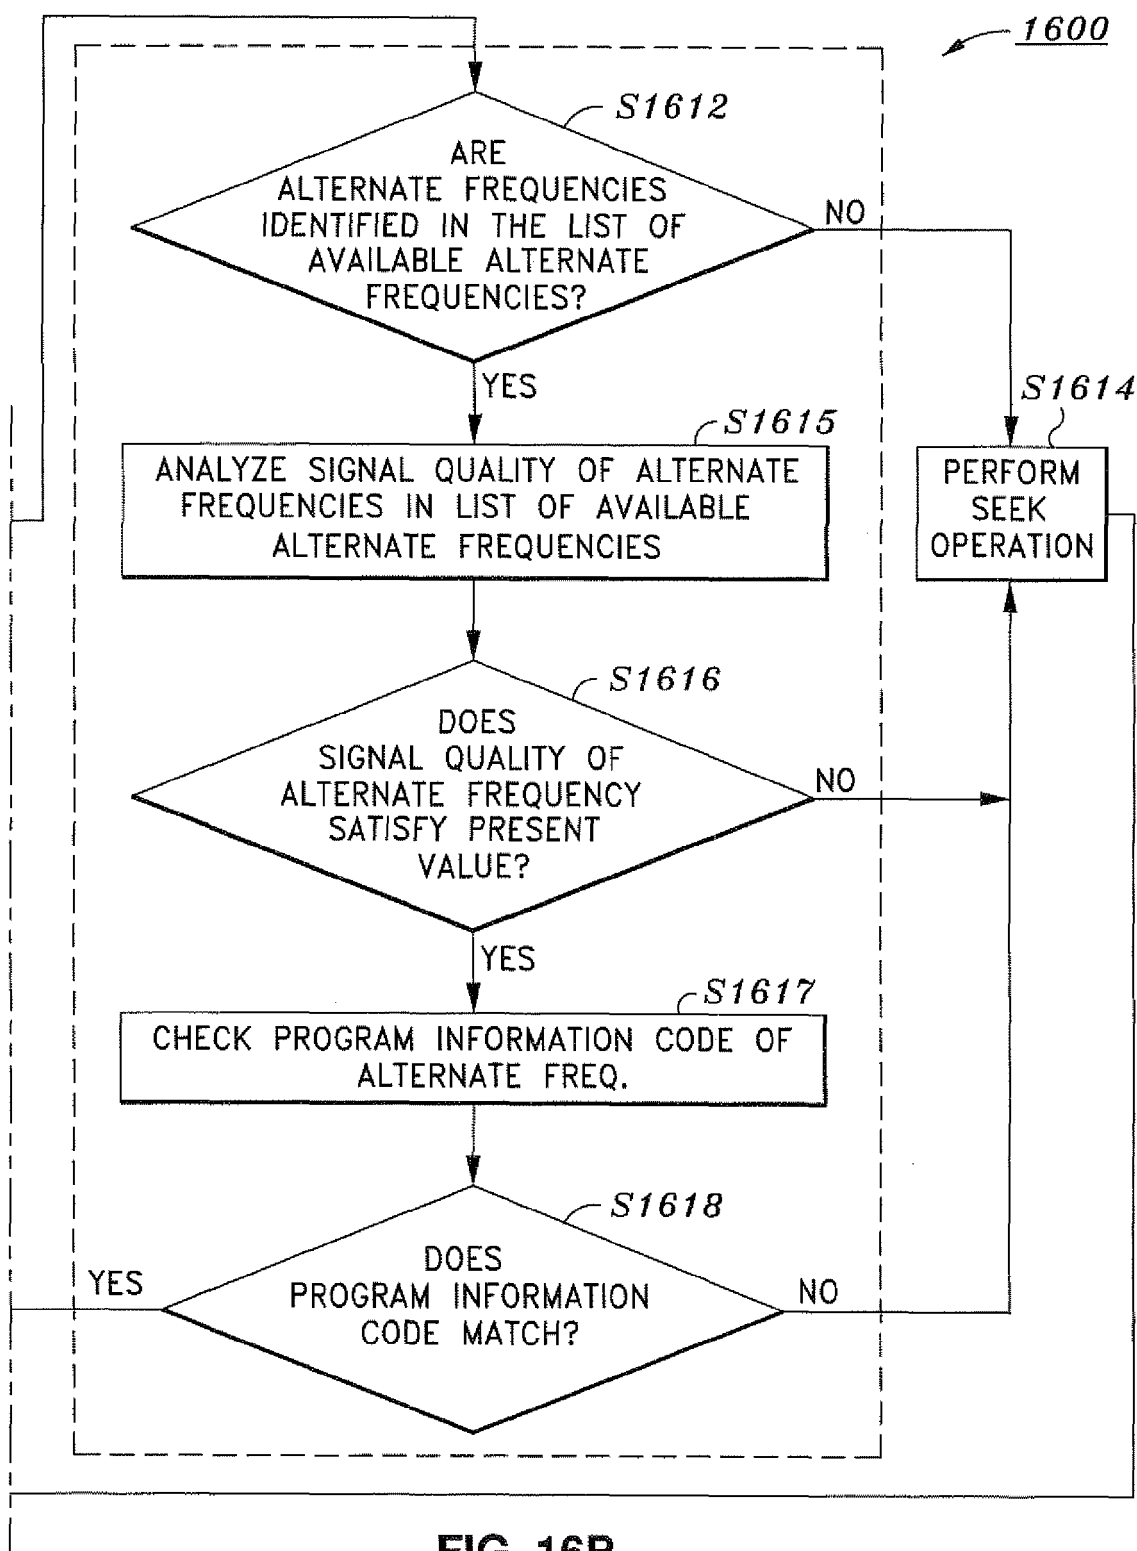 1600
S1612
ARE
ALTERNATE FREQUENCIES
IDENTIFIED IN THE LIST OF
AVAILABLE ALTERNATE
FREQUENCIES?
NO
YES
S1614
PERFORM
SEEK
OPERATION
S1615
ANALYZE SIGNAL QUALITY OF ALTERNATE
FREQUENCIES IN LIST OF AVAILABLE
ALTERNATE FREQUENCIES
S1616
DOES
SIGNAL QUALITY OF
ALTERNATE FREQUENCY
SATISFY PRESENT
VALUE?
NO
YES
S1617
CHECK PROGRAM INFORMATION CODE OF
ALTERNATE FREQ.
S1618
DOES
PROGRAM INFORMATION
CODE MATCH?
YES
NO